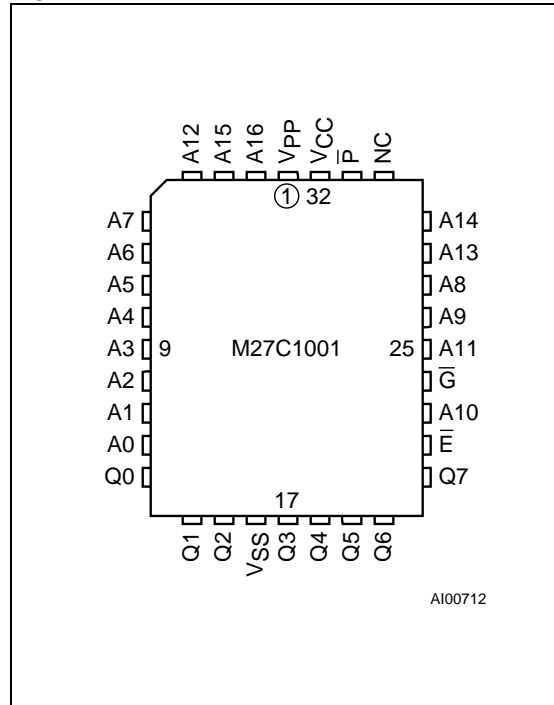 A12 A15 A16 VPP VCC P̅ NC
1 32
A7 A14
A6 A13
A5 A8
A4 A9
A3 9 M27C1001 25 A11
A2 G̅
A1 A10
A0 E̅
Q0 Q7
17
Q1 Q2 VSS Q3 Q4 Q5 Q6
AI00712